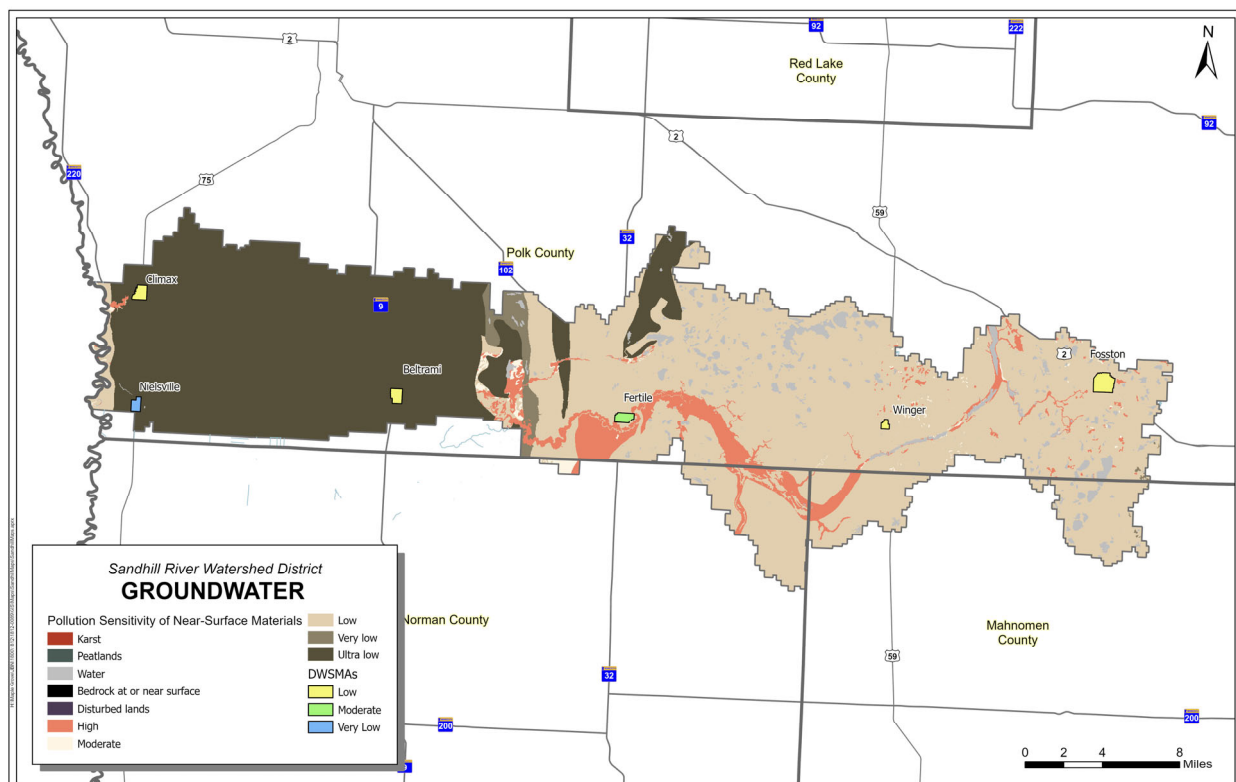 92
222
2
N
Red Lake
County
2
92
220
75
59
32
Polk County
102
Climax
9
2
Fosston
Beltrami
Nielsville
Fertile
Winger
Sandhill River Watershed District
GROUNDWATER
Pollution Sensitivity of Near-Surface Materials
Karst
Peatlands
Water
Bedrock at or near surface
Disturbed lands
High
Moderate
Low
Very low
Ultra low
DWSMAs
Low
Moderate
Very Low
Norman County
Mahnomen
County
59
32
200
200
0 2 4 8
Miles